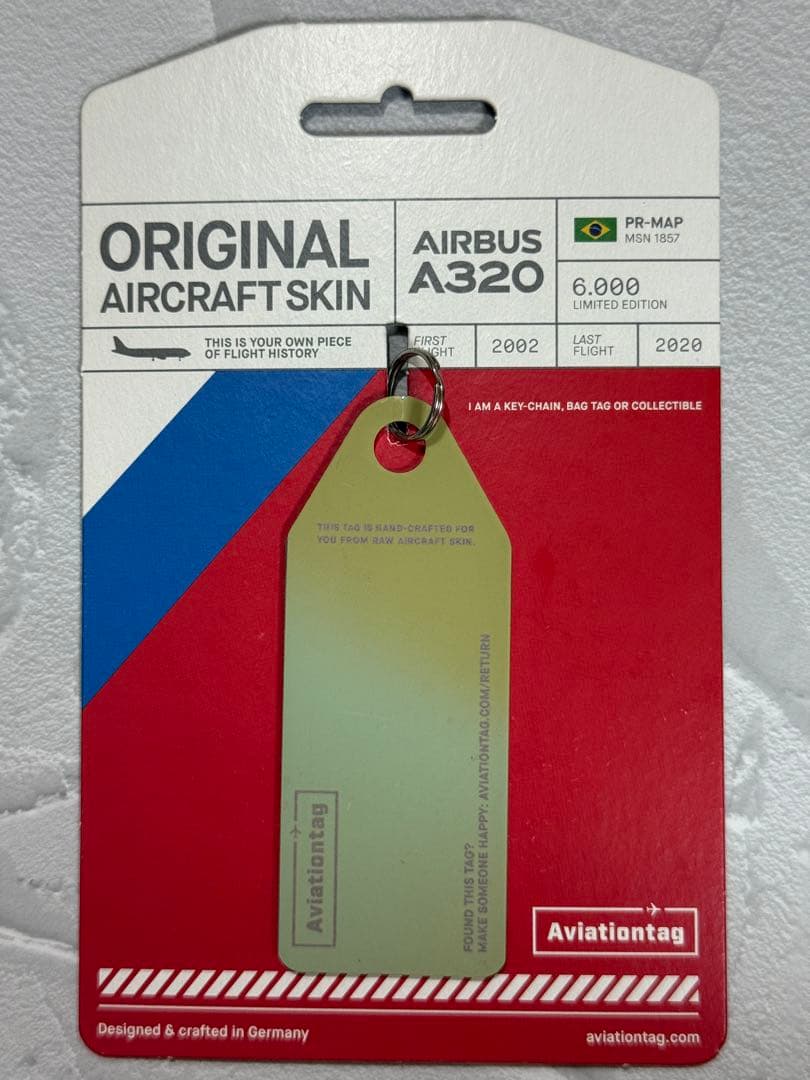 ORIGINAL
AIRCRAFT SKIN
AIRBUS
A320
PR-MAP
MSN 1857
6.000
LIMITED EDITION
THIS IS YOUR OWN PIECE
OF FLIGHT HISTORY
FIRST
FLIGHT
2002
LAST
FLIGHT
2020
I AM A KEY-CHAIN, BAG TAG OR COLLECTIBLE
THIS TAG IS HAND-CRAFTED FOR
YOU FROM RAW AIRCRAFT SKIN.
Aviationtag
FOUND THIS TAG?
MAKE SOMEONE HAPPY: AVIATIONTAG.COM/RETURN
Aviationtag
Designed & crafted in Germany
aviationtag.com